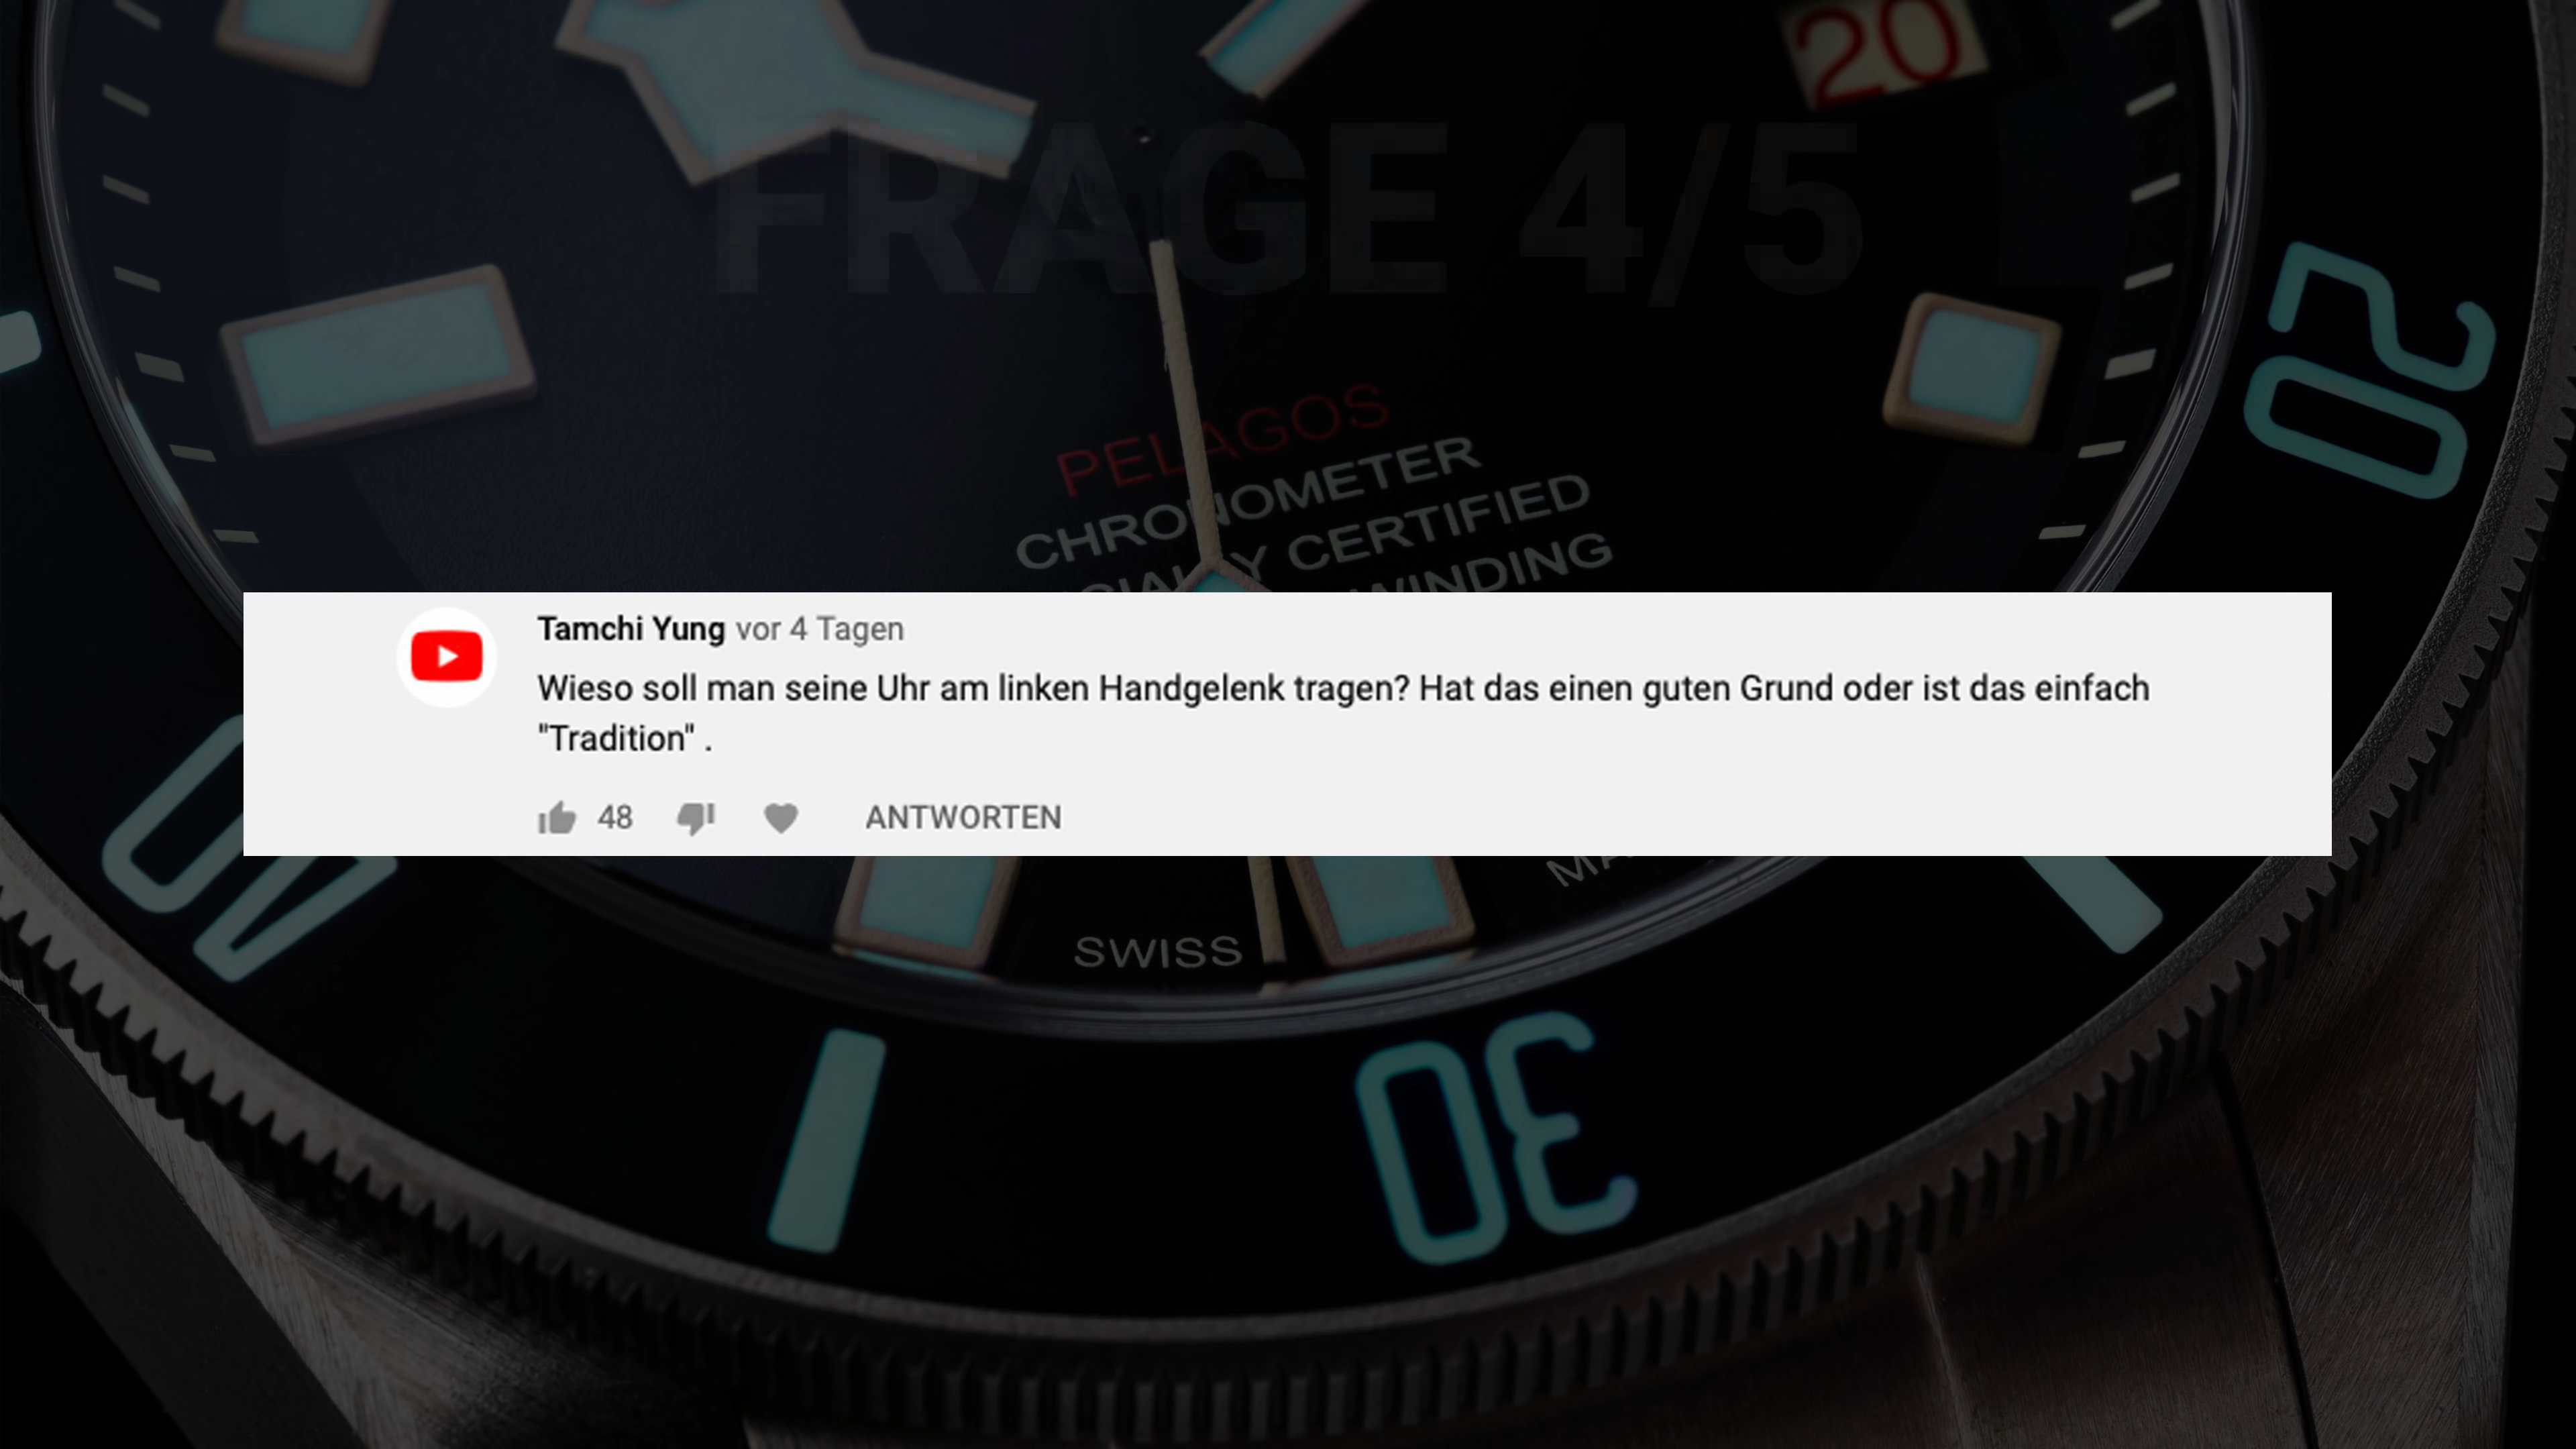 20
FRAGE 4/5
20
PELAGOS
CHRONOMETER
CERTIFIED
WINDING
Tamchi Yung vor 4 Tagen
Wieso soll man seine Uhr am linken Handgelenk tragen? Hat das einen guten Grund oder ist das einfach
"Tradition" .
48 ANTWORTEN
SWISS
30